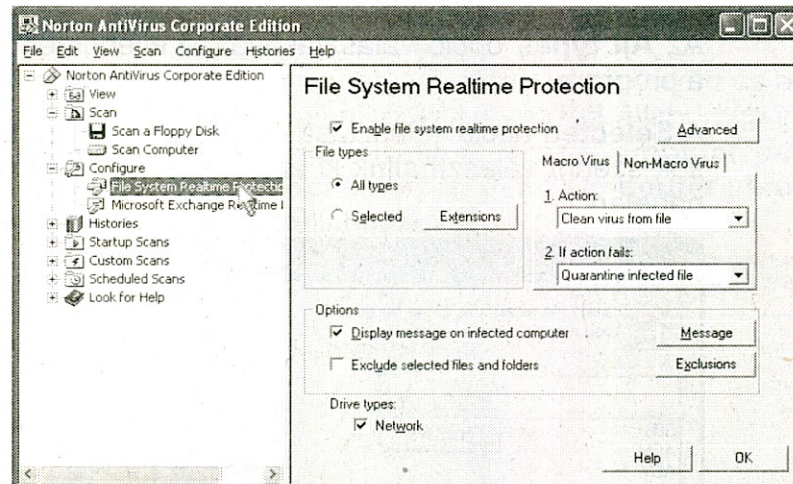 Norton AntiVirus Corporate Edition
File Edit View Scan Configure Histories Help
Norton AntiVirus Corporate Edition
View
Scan
Scan a Floppy Disk
Scan Computer
Configure
File System Realtime Protectio
Microsoft Exchange Realtime
Histories
Startup Scans
Custom Scans
Scheduled Scans
Look for Help
File System Realtime Protection
Enable file system realtime protection
Advanced
File types
All types
Selected
Extensions
Macro Virus
Non-Macro Virus
1. Action:
Clean virus from file
2. If action fails:
Quarantine infected file
Options
Display message on infected computer
Message
Exclude selected files and folders
Exclusions
Drive types:
Network
Help
OK